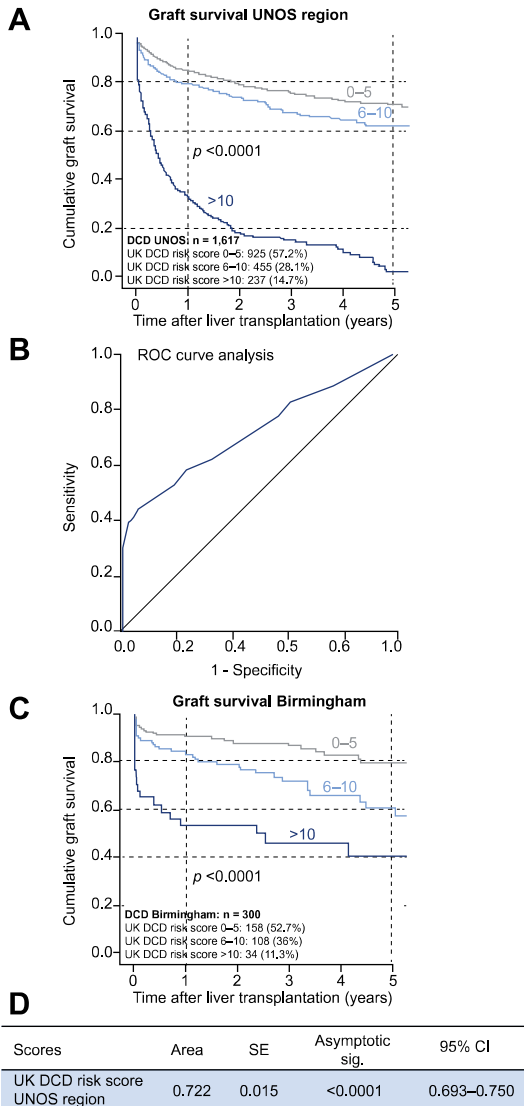 A
Graft survival UNOS region
Cumulative graft survival
1.0
0.8
0.6
0.4
0.2
0.0
0–5
6–10
p <0.0001
>10
DCD UNOS: n = 1,617
UK DCD risk score 0–5: 925 (57.2%)
UK DCD risk score 6–10: 455 (28.1%)
UK DCD risk score >10: 237 (14.7%)
0 1 2 3 4 5
Time after liver transplantation (years)
B
ROC curve analysis
Sensitivity
1.0
0.8
0.6
0.4
0.2
0.0
0.0 0.2 0.4 0.5 0.8 1.0
1 - Specificity
C
Graft survival Birmingham
Cumulative graft survival
1.0
0.8
0.6
0.4
0.2
0.0
0–5
6–10
>10
p <0.0001
DCD Birmingham: n = 300
UK DCD risk score 0–5: 158 (52.7%)
UK DCD risk score 6–10: 108 (36%)
UK DCD risk score >10: 34 (11.3%)
0 1 2 3 4 5
Time after liver transplantation (years)
D
Scores Area SE Asymptotic sig. 95% CI
UK DCD risk score UNOS region 0.722 0.015 <0.0001 0.693–0.750